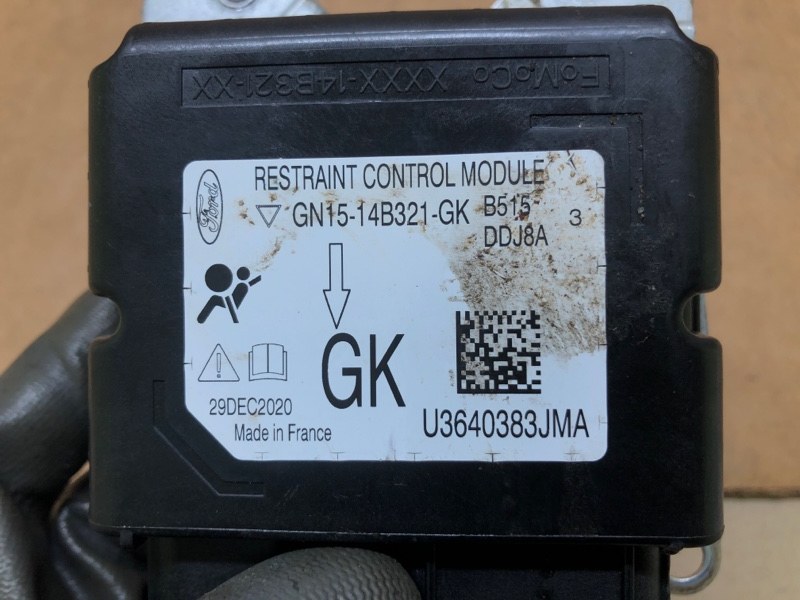 FoMoCo XXXX-14B321-XX
Ford
RESTRAINT CONTROL MODULE
GN15-14B321-GK
B515-
DDJ8A
3
GK
29DEC2020
Made in France
U3640383JMA